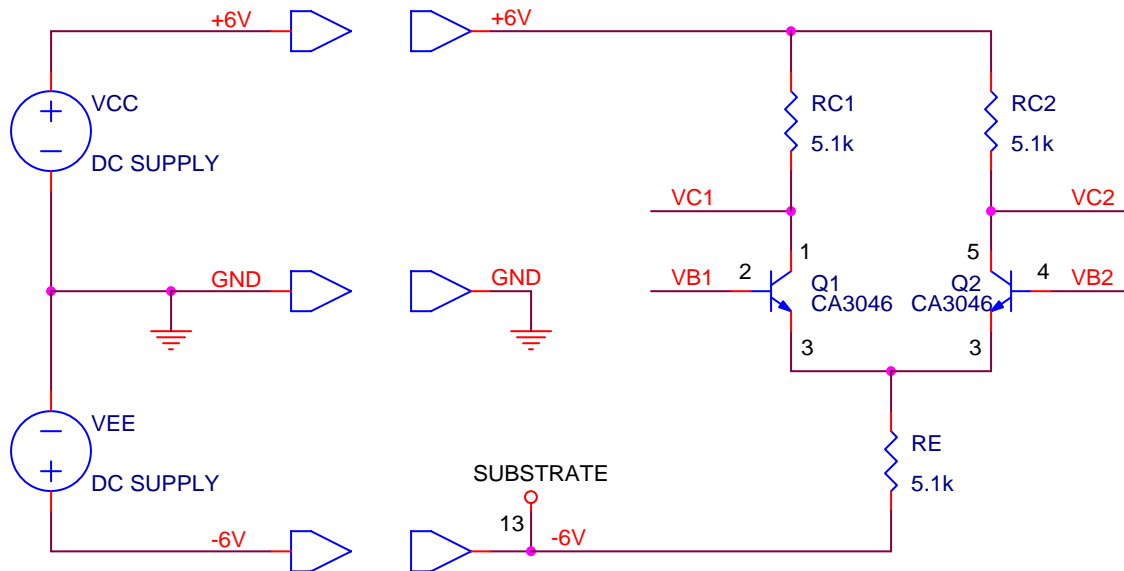 +6V
+6V
VCC
DC SUPPLY
RC1
5.1k
RC2
5.1k
VC1
VC2
1
5
GND
GND
VB1
2
Q1
CA3046
Q2
CA3046
4
VB2
3
3
VEE
DC SUPPLY
RE
5.1k
SUBSTRATE
13
-6V
-6V